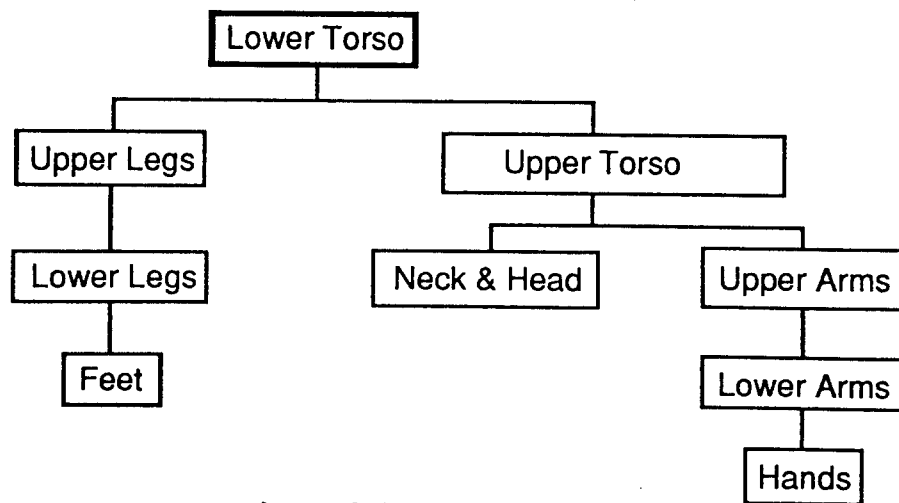 Lower Torso
Upper Legs
Upper Torso
Lower Legs
Neck & Head
Upper Arms
Feet
Lower Arms
Hands